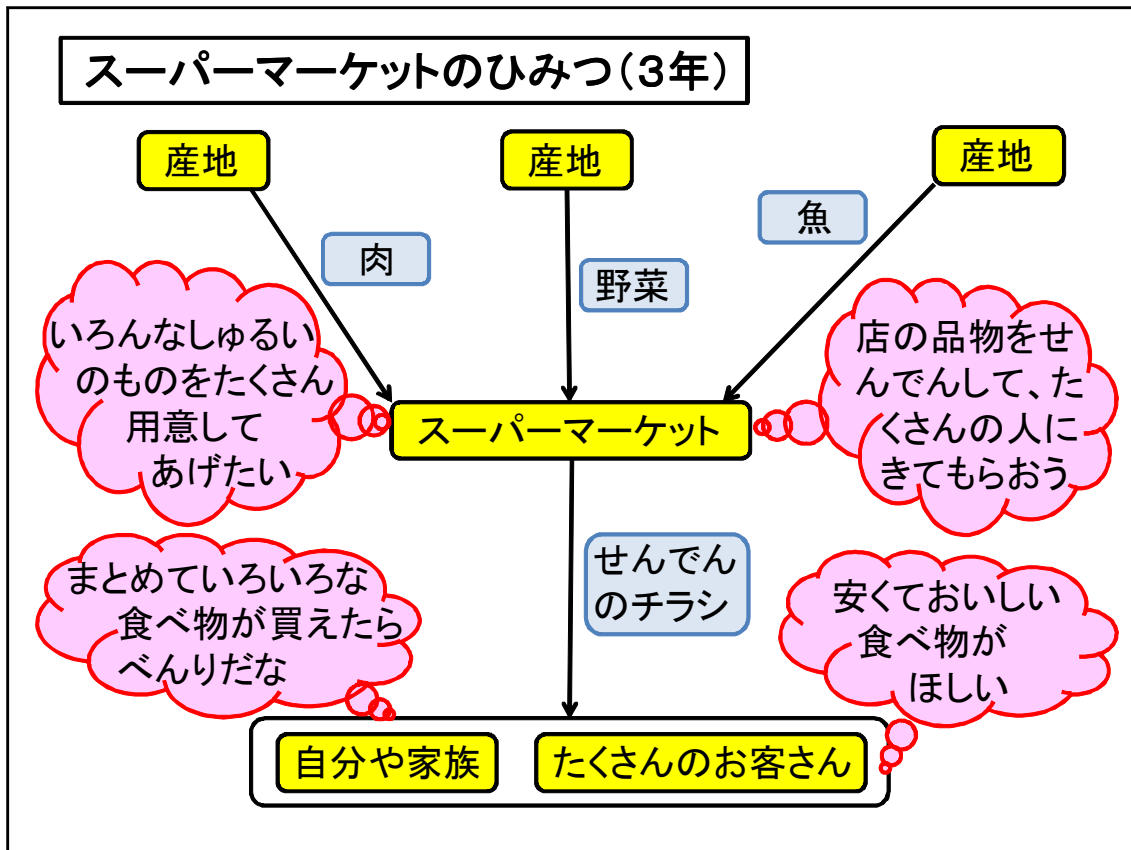 スーパーマーケットのひみつ(３年)
産地
産地
産地
肉
野菜
魚
いろんなしゅるい
のものをたくさん
用意して
あげたい
店の品物をせ
んでんして、た
くさんの人に
きてもらおう
スーパーマーケット
せんでん
のチラシ
まとめていろいろな
食べ物が買えたら
べんりだな
安くておいしい
食べ物が
ほしい
自分や家族
たくさんのお客さん